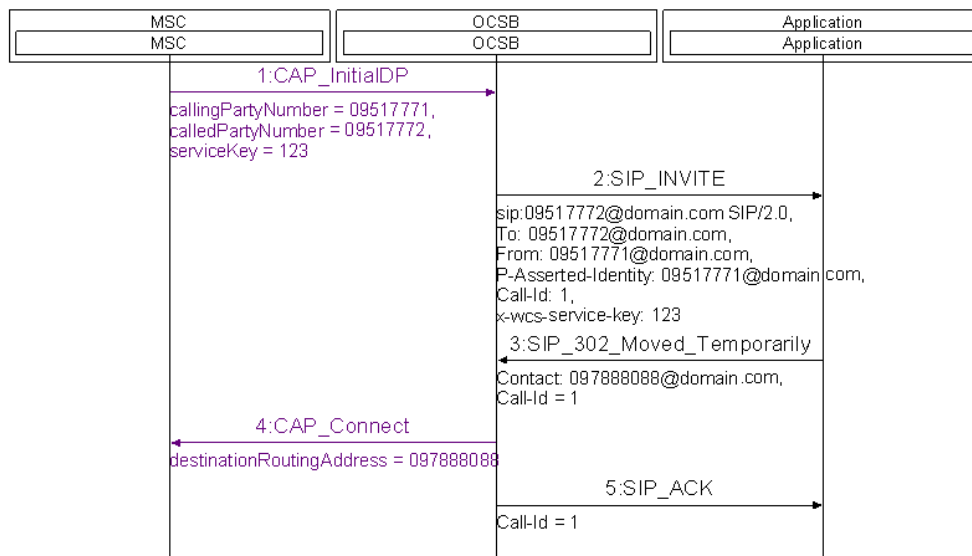 MSC
OCSB
Application
MSC
OCSB
Application
1:CAP_InitialDP
callingPartyNumber = 09517771,
calledPartyNumber = 09517772,
serviceKey = 123
2:SIP_INVITE
sip:09517772@domain.com SIP/2.0,
To: 09517772@domain.com,
From: 09517771@domain.com,
P-Asserted-Identity: 09517771@domain.com,
Call-Id: 1,
x-wcs-service-key: 123
3:SIP_302_Moved_Temporarily
Contact: 097888088@domain.com,
Call-Id = 1
4:CAP_Connect
destinationRoutingAddress = 097888088
5:SIP_ACK
Call-Id = 1